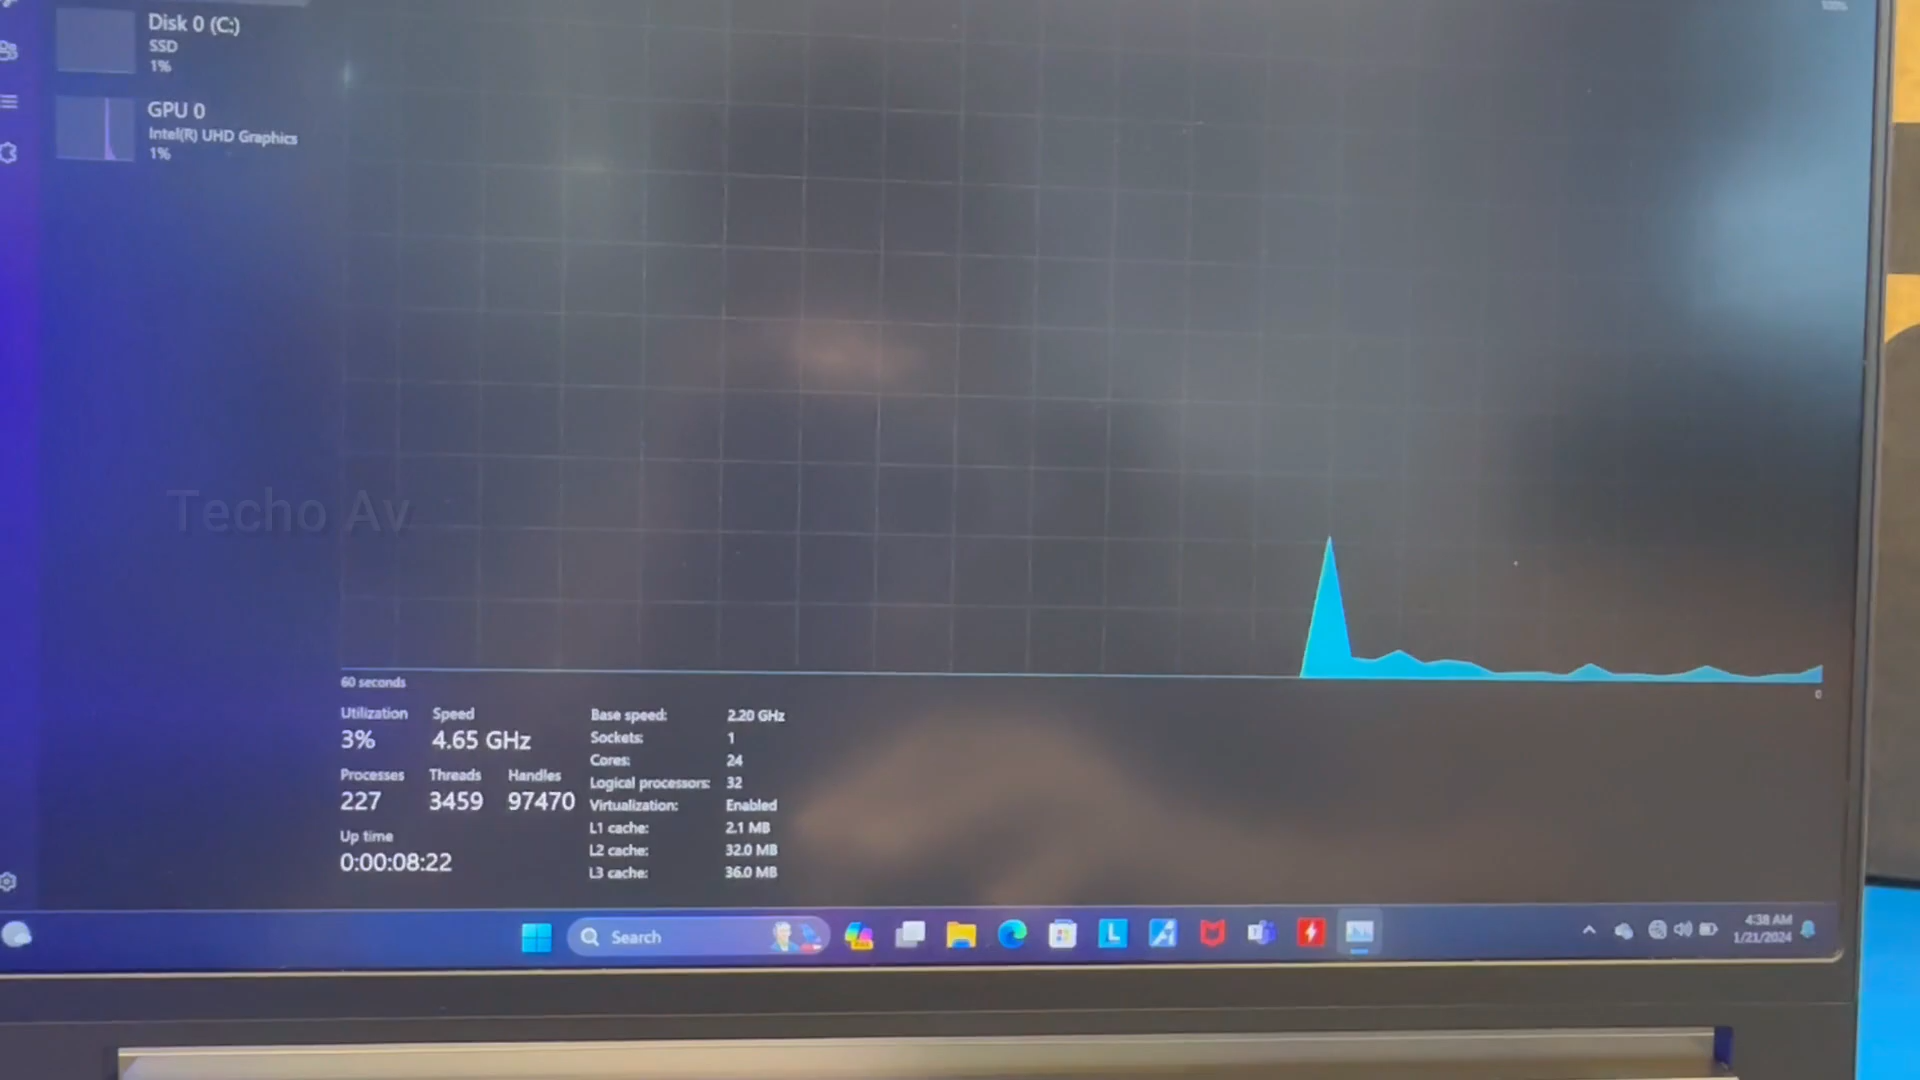 100%
Disk 0 (C:)
SSD
1%
GPU 0
Intel(R) UHD Graphics
1%
Techo Av
60 seconds
0
Utilization
Speed
3%
4.65 GHz
Processes
Threads
Handles
227
3459
97470
Up time
0:00:08:22
Base speed: 2.20 GHz
Sockets: 1
Cores: 24
Logical processors: 32
Virtualization: Enabled
L1 cache: 2.1 MB
L2 cache: 32.0 MB
L3 cache: 36.0 MB
Search
L
4:38 AM
1/21/2024